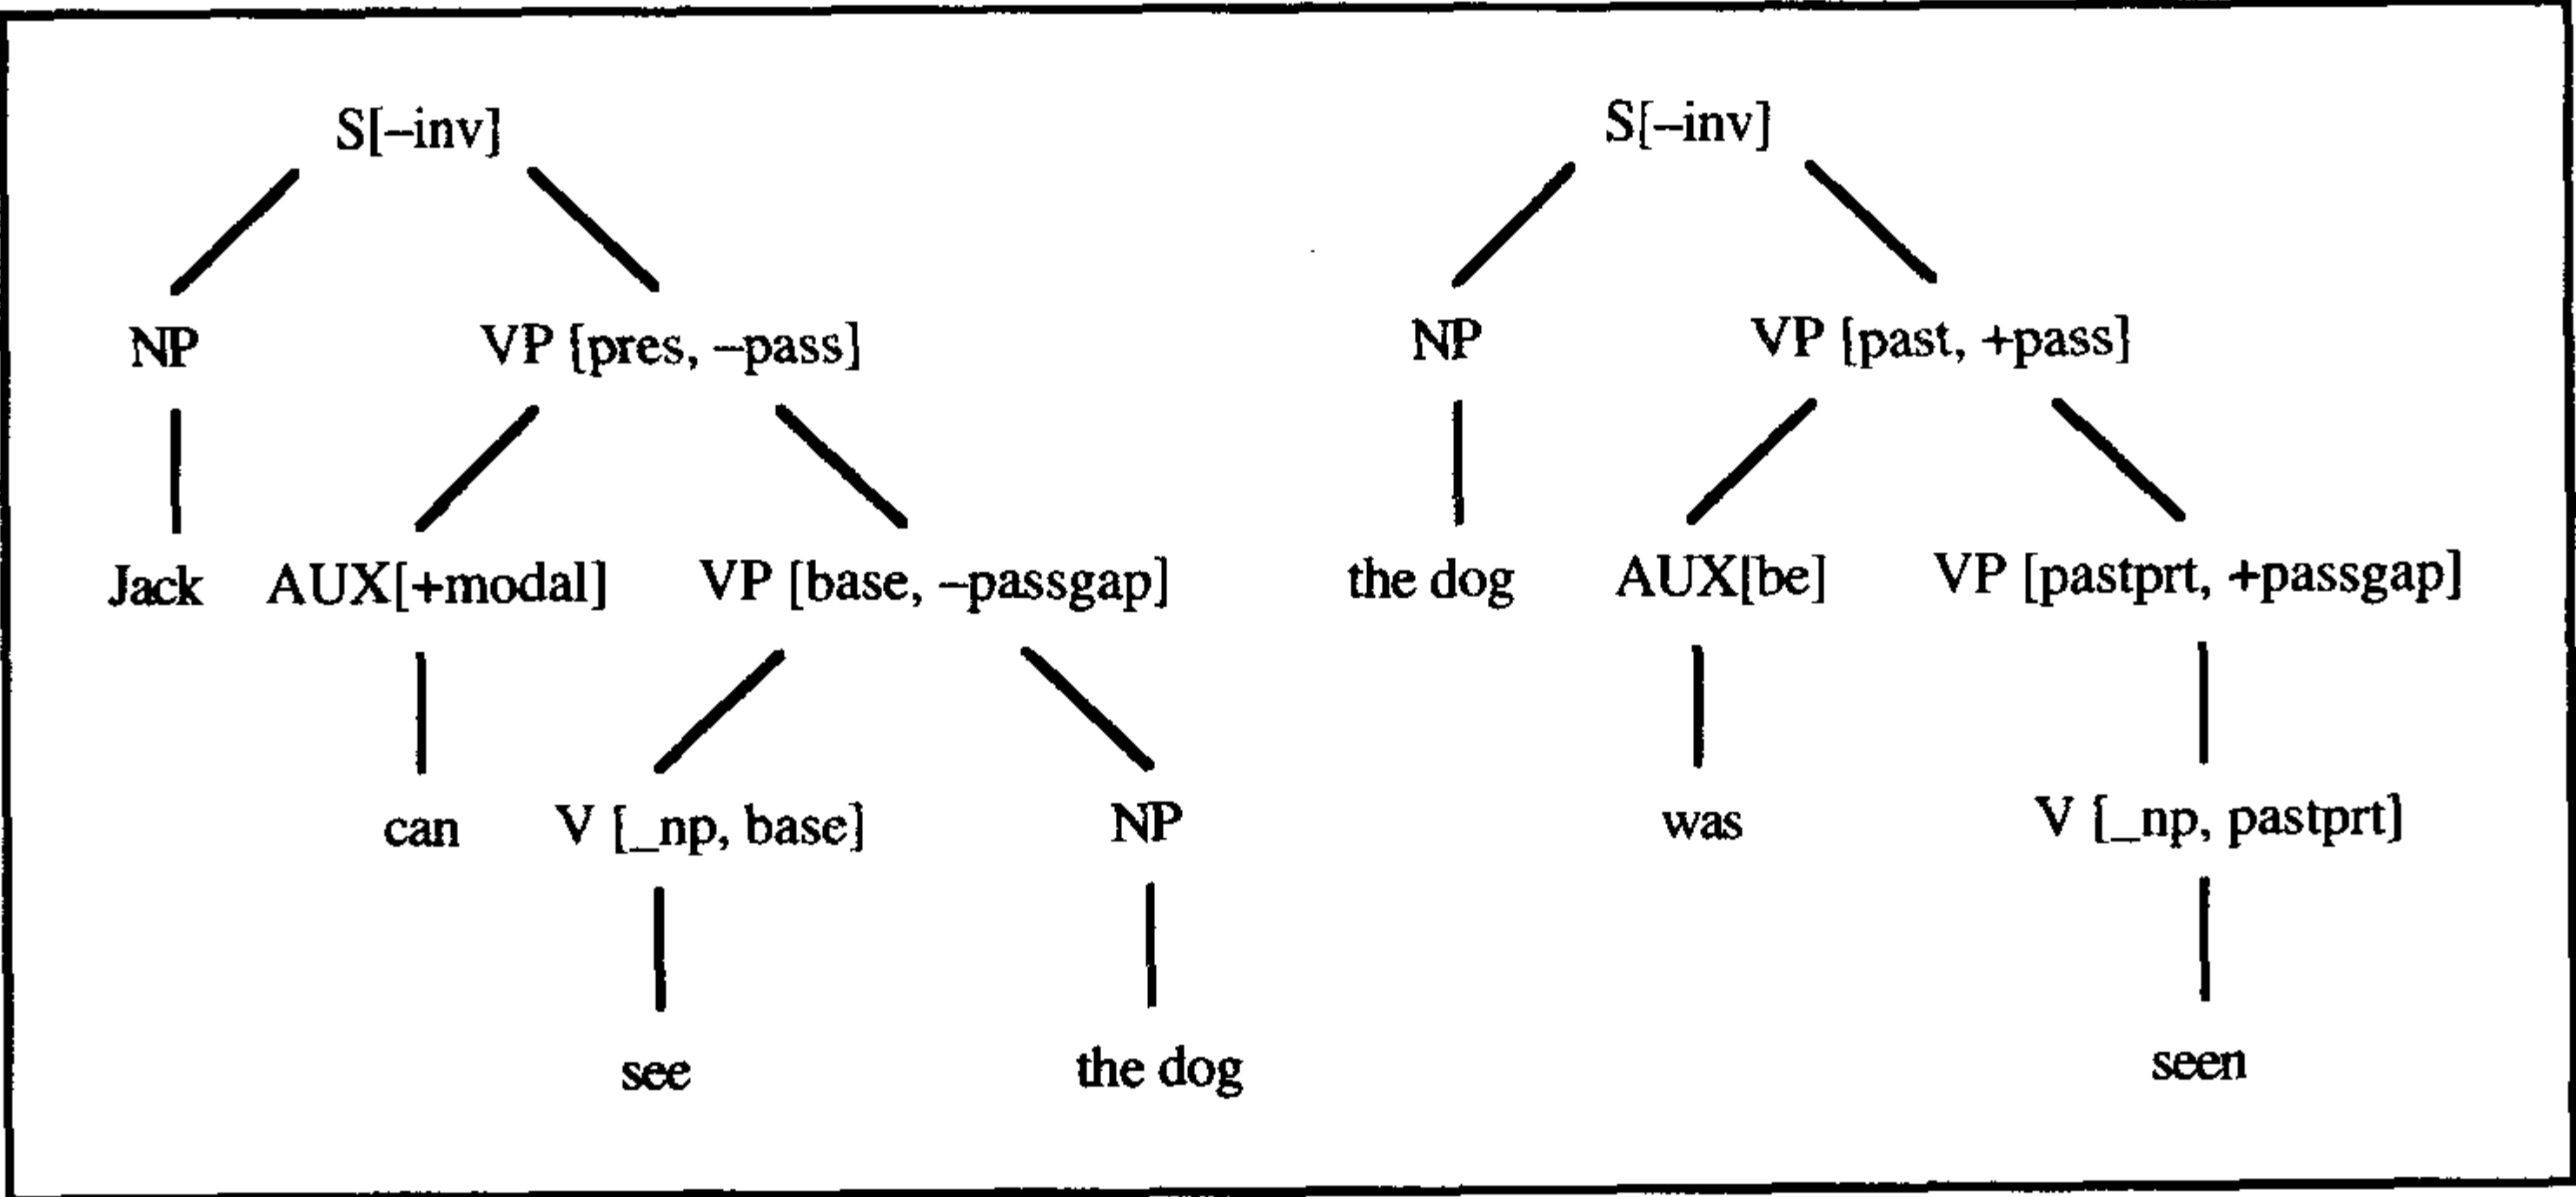 S[–inv] S[–inv]
NP VP [pres, –pass] NP VP [past, +pass]
Jack AUX[+modal] VP [base, –passgap] the dog AUX[be] VP [pastprt, +passgap]
can V [_np, base] NP was V [_np, pastprt]
see the dog seen